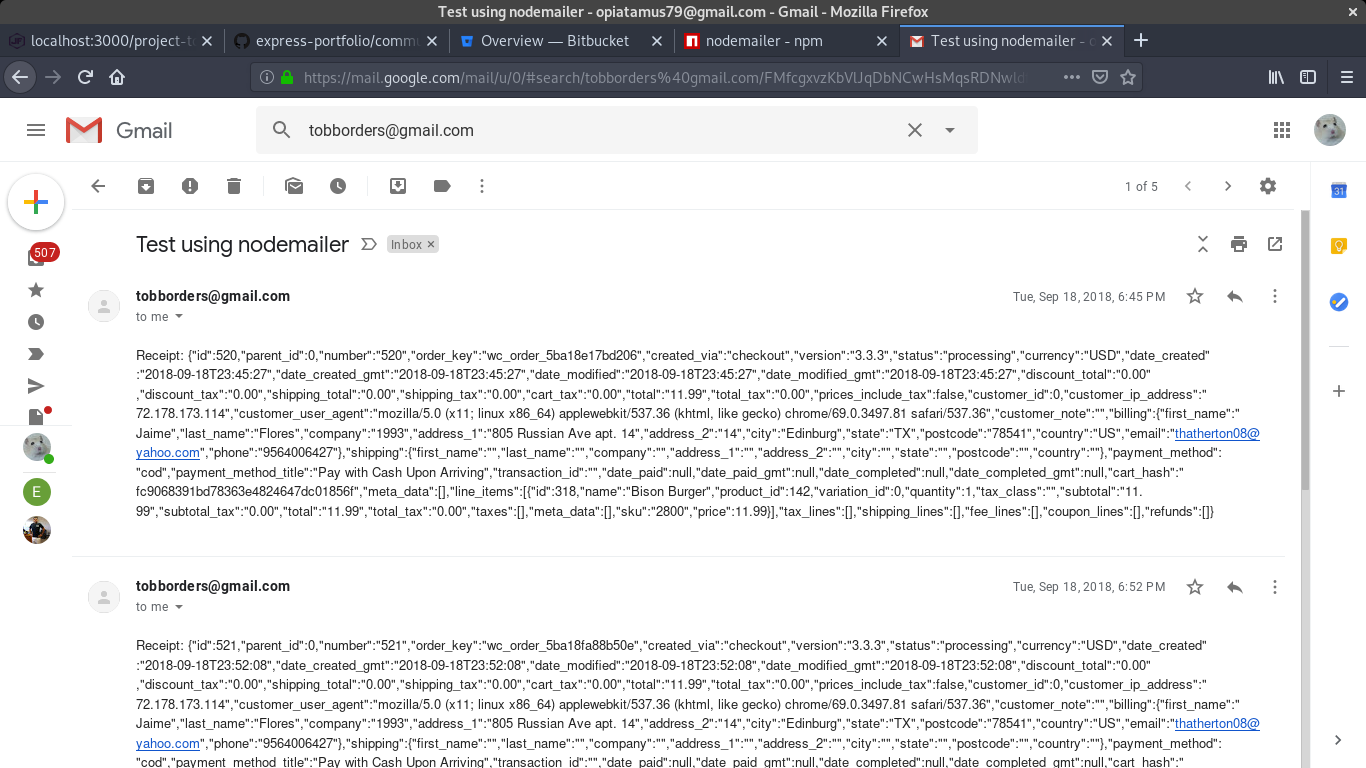 Test using nodemailer - opiatamus79@gmail.com - Gmail - Mozilla Firefox
localhost:3000/project-t
express-portfolio/comm
Overview — Bitbucket
nodemailer - npm
Test using nodemailer -
https://mail.google.com/mail/u/0/#search/tobborders%40gmail.com/FMfcgxvzKbVlJqDbNCwHsMqsRDNwld
Gmail
tobborders@gmail.com
1 of 5
31
507
Test using nodemailer
Inbox ×
tobborders@gmail.com
Tue, Sep 18, 2018, 6:45 PM
to me
Receipt: {"id":520,"parent_id":0,"number":"520","order_key":"wc_order_5ba18e17bd206","created_via":"checkout","version":"3.3.3","status":"processing","currency":"USD","date_created"
:"2018-09-18T23:45:27","date_created_gmt":"2018-09-18T23:45:27","date_modified":"2018-09-18T23:45:27","date_modified_gmt":"2018-09-18T23:45:27","discount_total":"0.00"
,"discount_tax":"0.00","shipping_total":"0.00","shipping_tax":"0.00","cart_tax":"0.00","total":"11.99","total_tax":"0.00","prices_include_tax":false,"customer_id":0,"customer_ip_address":"
72.178.173.114","customer_user_agent":"mozilla/5.0 (x11; linux x86_64) applewebkit/537.36 (khtml, like gecko) chrome/69.0.3497.81 safari/537.36","customer_note":"","billing":{"first_name":"
Jaime","last_name":"Flores","company":"1993","address_1":"805 Russian Ave apt. 14","address_2":"14","city":"Edinburg","state":"TX","postcode":"78541","country":"US","email":"thatherton08@
yahoo.com","phone":"9564006427"},"shipping":{"first_name":"","last_name":"","company":"","address_1":"","address_2":"","city":"","state":"","postcode":"","country":""},"payment_method":
"cod","payment_method_title":"Pay with Cash Upon Arriving","transaction_id":"","date_paid":null,"date_paid_gmt":null,"date_completed":null,"date_completed_gmt":null,"cart_hash":"
fc9068391bd78363e4824647dc01856f","meta_data":[],"line_items":[{"id":318,"name":"Bison Burger","product_id":142,"variation_id":0,"quantity":1,"tax_class":"","subtotal":"11.
99","subtotal_tax":"0.00","total":"11.99","total_tax":"0.00","taxes":[],"meta_data":[],"sku":"2800","price":11.99}],"tax_lines":[],"shipping_lines":[],"fee_lines":[],"coupon_lines":[],"refunds":[]}
E
tobborders@gmail.com
Tue, Sep 18, 2018, 6:52 PM
to me
Receipt: {"id":521,"parent_id":0,"number":"521","order_key":"wc_order_5ba18fa88b50e","created_via":"checkout","version":"3.3.3","status":"processing","currency":"USD","date_created"
:"2018-09-18T23:52:08","date_created_gmt":"2018-09-18T23:52:08","date_modified":"2018-09-18T23:52:08","date_modified_gmt":"2018-09-18T23:52:08","discount_total":"0.00"
,"discount_tax":"0.00","shipping_total":"0.00","shipping_tax":"0.00","cart_tax":"0.00","total":"11.99","total_tax":"0.00","prices_include_tax":false,"customer_id":0,"customer_ip_address":"
72.178.173.114","customer_user_agent":"mozilla/5.0 (x11; linux x86_64) applewebkit/537.36 (khtml, like gecko) chrome/69.0.3497.81 safari/537.36","customer_note":"","billing":{"first_name":"
Jaime","last_name":"Flores","company":"1993","address_1":"805 Russian Ave apt. 14","address_2":"14","city":"Edinburg","state":"TX","postcode":"78541","country":"US","email":"thatherton08@
yahoo.com","phone":"9564006427"},"shipping":{"first_name":"","last_name":"","company":"","address_1":"","address_2":"","city":"","state":"","postcode":"","country":""},"payment_method":
"cod","payment_method_title":"Pay with Cash Upon Arriving","transaction_id":"","date_paid":null,"date_paid_gmt":null,"date_completed":null,"date_completed_gmt":null,"cart_hash":"